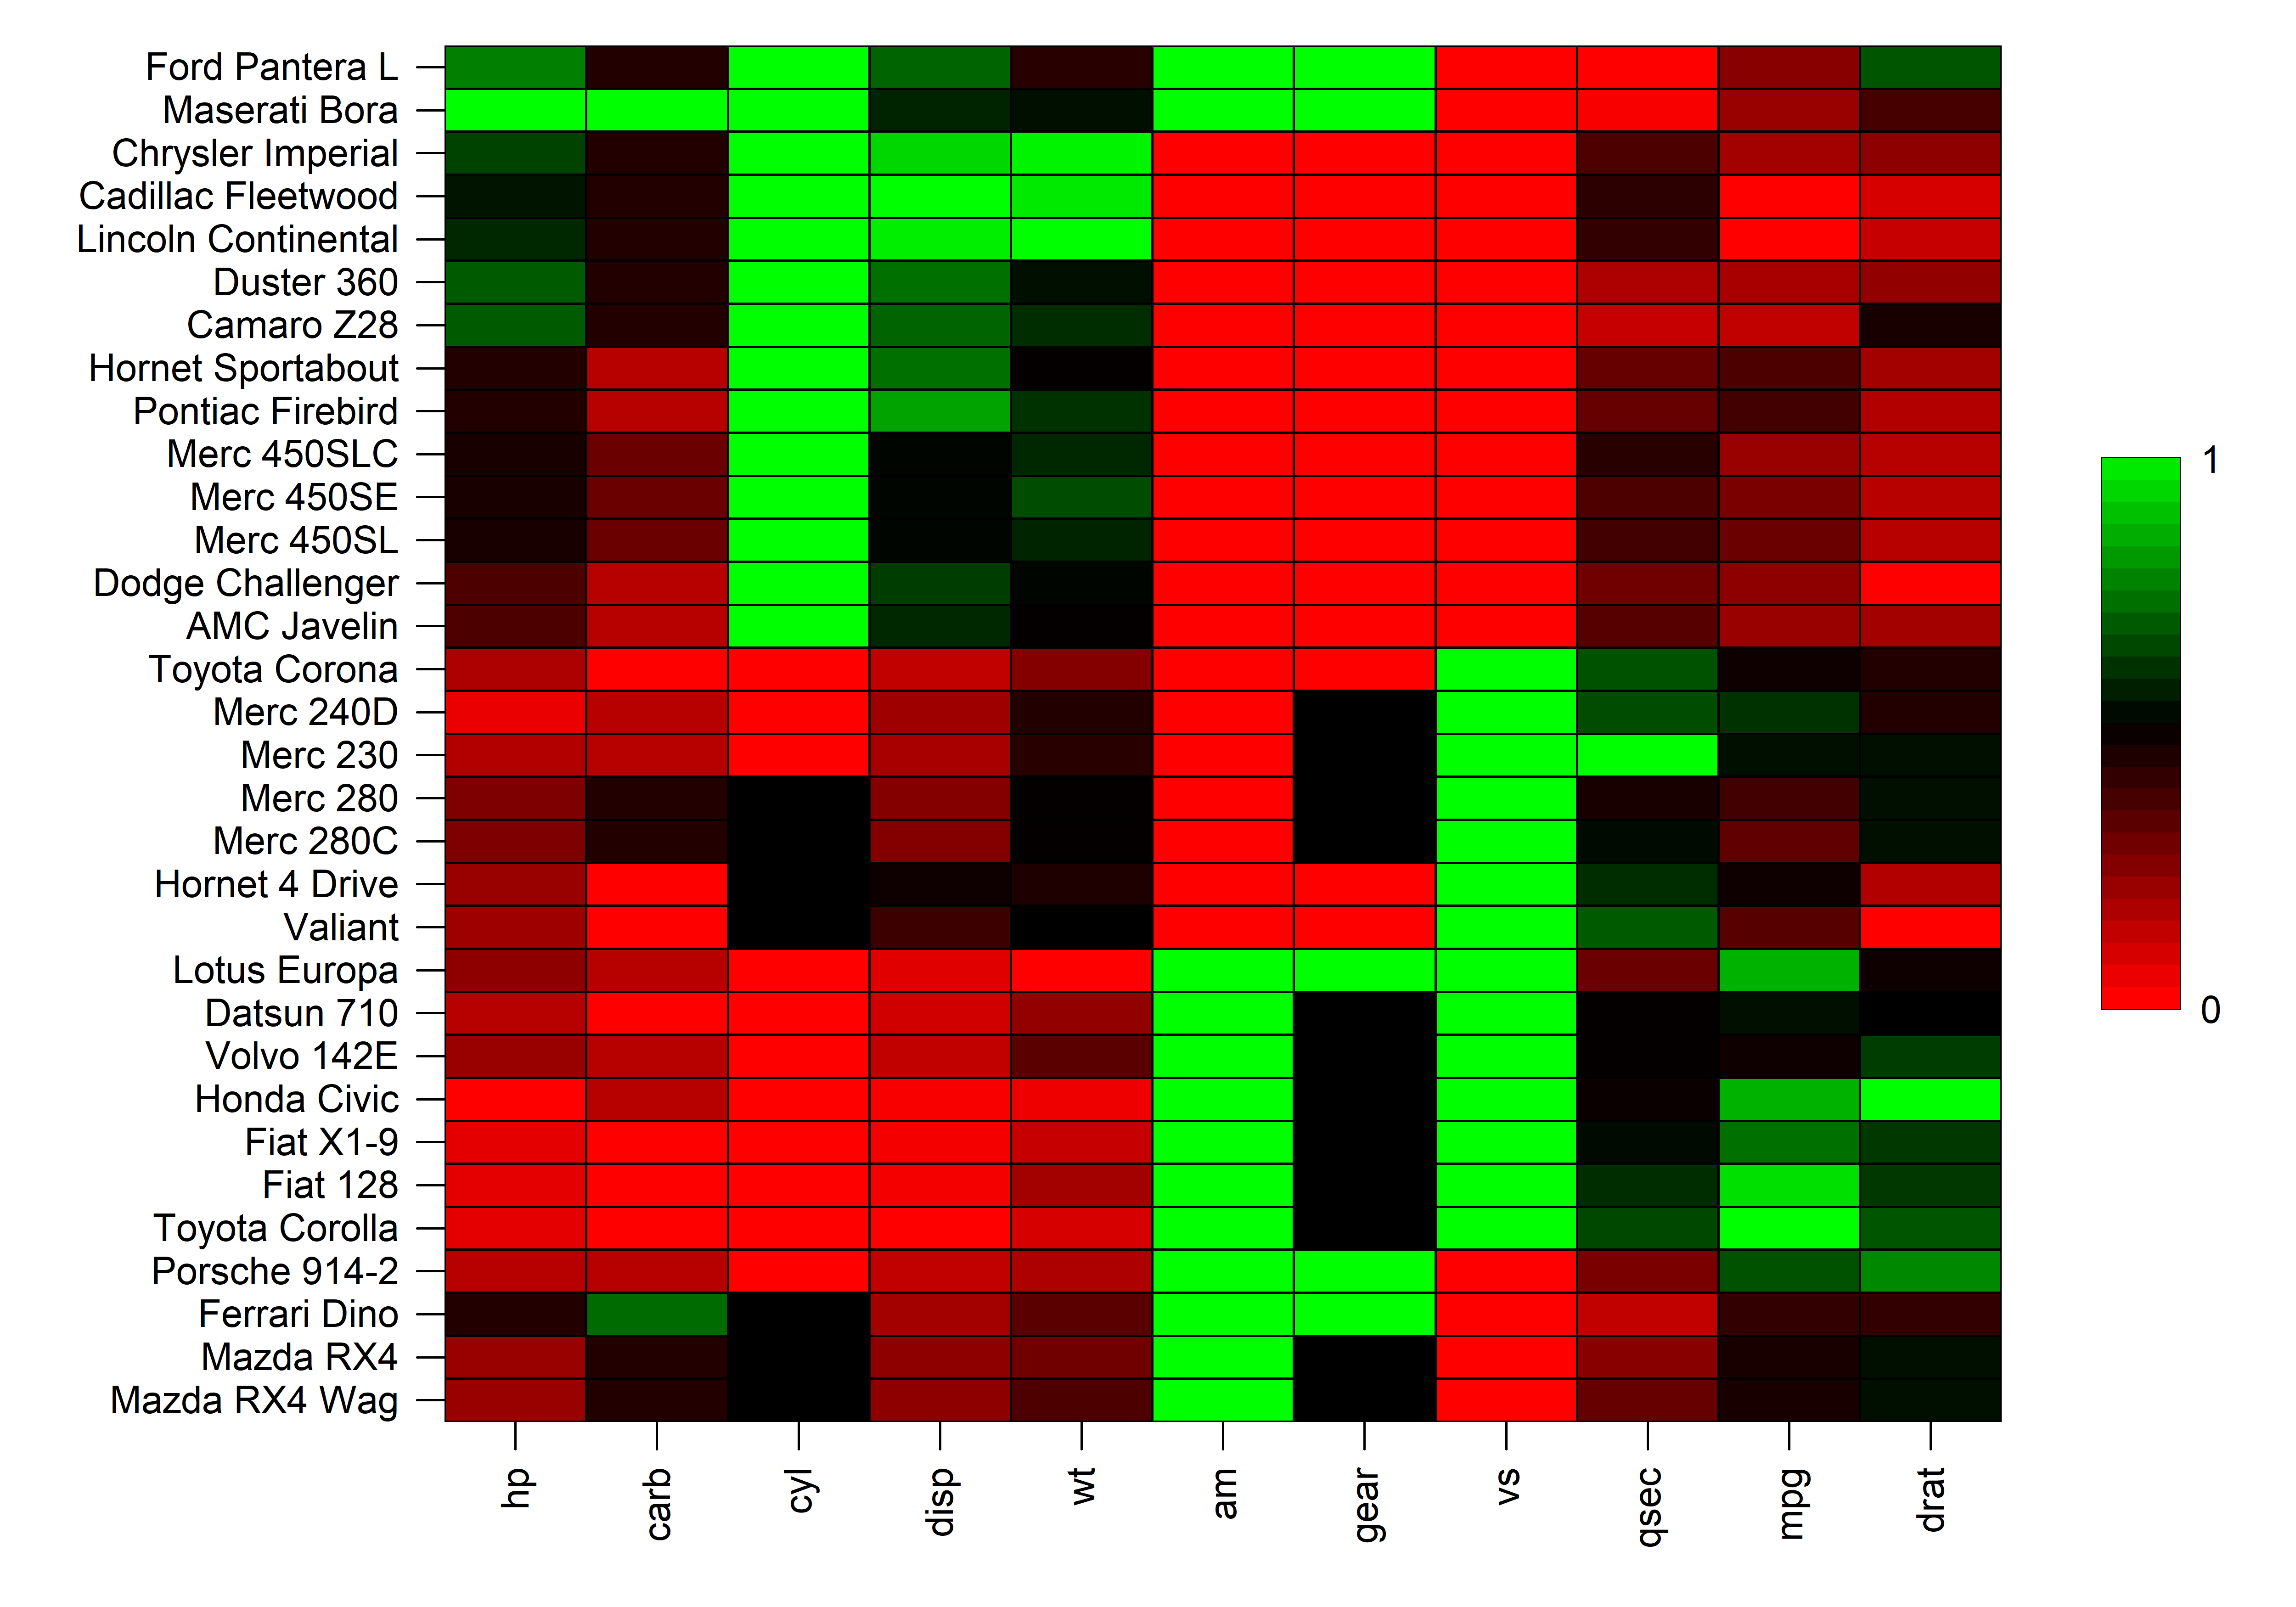 Ford Pantera L
Maserati Bora
Chrysler Imperial
Cadillac Fleetwood
Lincoln Continental
Duster 360
Camaro Z28
Hornet Sportabout
Pontiac Firebird
Merc 450SLC
Merc 450SE
Merc 450SL
Dodge Challenger
AMC Javelin
Toyota Corona
Merc 240D
Merc 230
Merc 280
Merc 280C
Hornet 4 Drive
Valiant
Lotus Europa
Datsun 710
Volvo 142E
Honda Civic
Fiat X1-9
Fiat 128
Toyota Corolla
Porsche 914-2
Ferrari Dino
Mazda RX4
Mazda RX4 Wag
hp
carb
cyl
disp
wt
am
gear
vs
qsec
mpg
drat
1
0